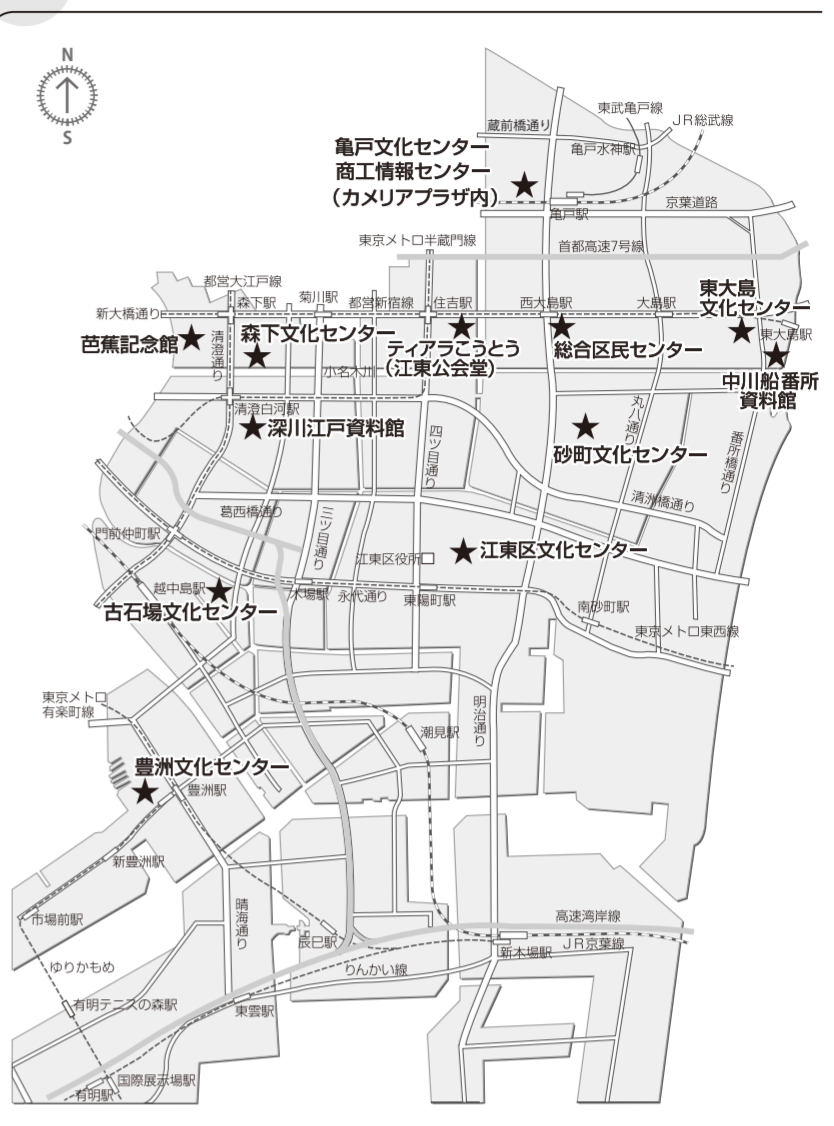 N
S
東武亀戸線
JR総武線
蔵前橋通り
亀戸水神駅
亀戸文化センター
商工情報センター
(カメリアプラザ内)
亀戸駅
京葉道路
東京メトロ半蔵門線
首都高速7号線
都営大江戸線
新大橋通り
森下駅
菊川駅
都営新宿線
住吉駅
西大島駅
大島駅
東大島
文化センター
東大島駅
芭蕉記念館
清澄通り
森下文化センター
ティアラこうとう
(江東公会堂)
総合区民センター
中川船番所
資料館
小名木川
清澄白河駅
深川江戸資料館
四ツ目通り
丸八通り
番所橋通り
砂町文化センター
清洲橋通り
葛西橋通り
三ツ目通り
門前仲町駅
江東区役所
江東区文化センター
越中島駅
古石場文化センター
木場駅
永代通り
東陽町駅
南砂町駅
東京メトロ東西線
東京メトロ
有楽町線
明治通り
潮見駅
豊洲文化センター
豊洲駅
新豊洲駅
市場前駅
晴海通り
辰巳駅
高速湾岸線
新木場駅
JR京葉線
りんかい線
ゆりかもめ
有明テニスの森駅
東雲駅
国際展示場駅
有明駅